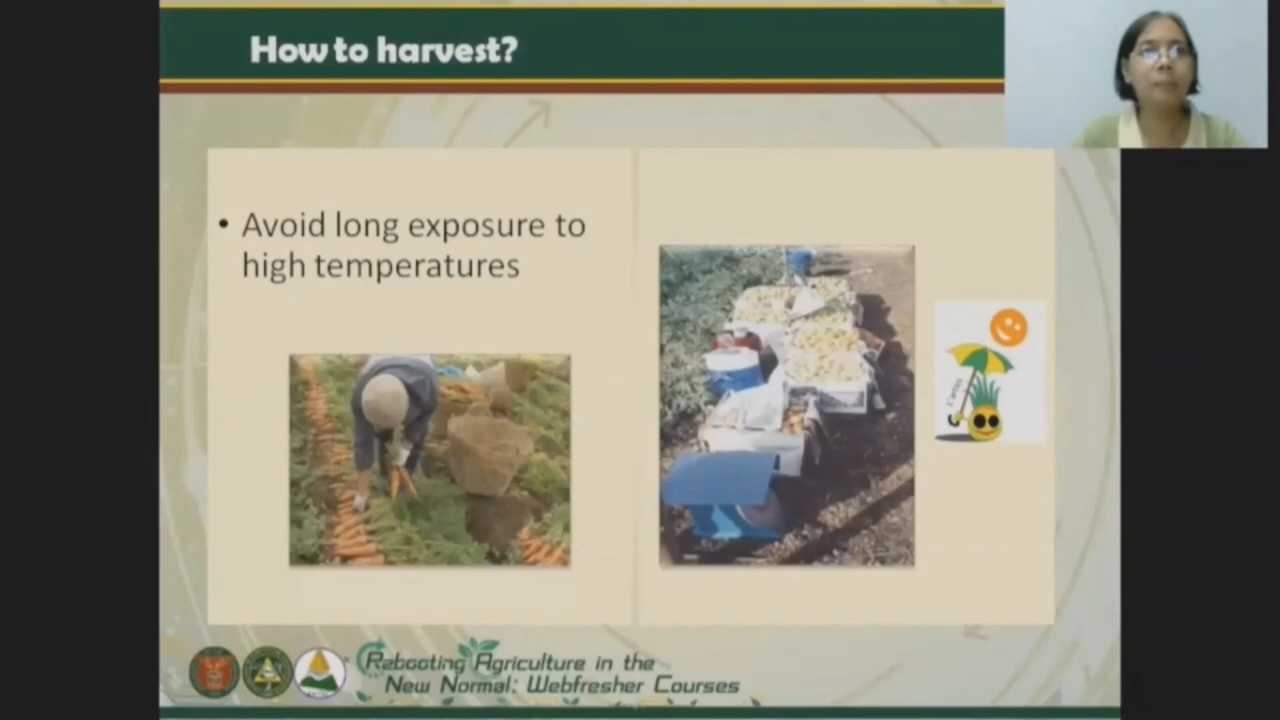 How to harvest?
• Avoid long exposure to
high temperatures
Rebooting Agriculture in the
New Normal: Webfresher Courses